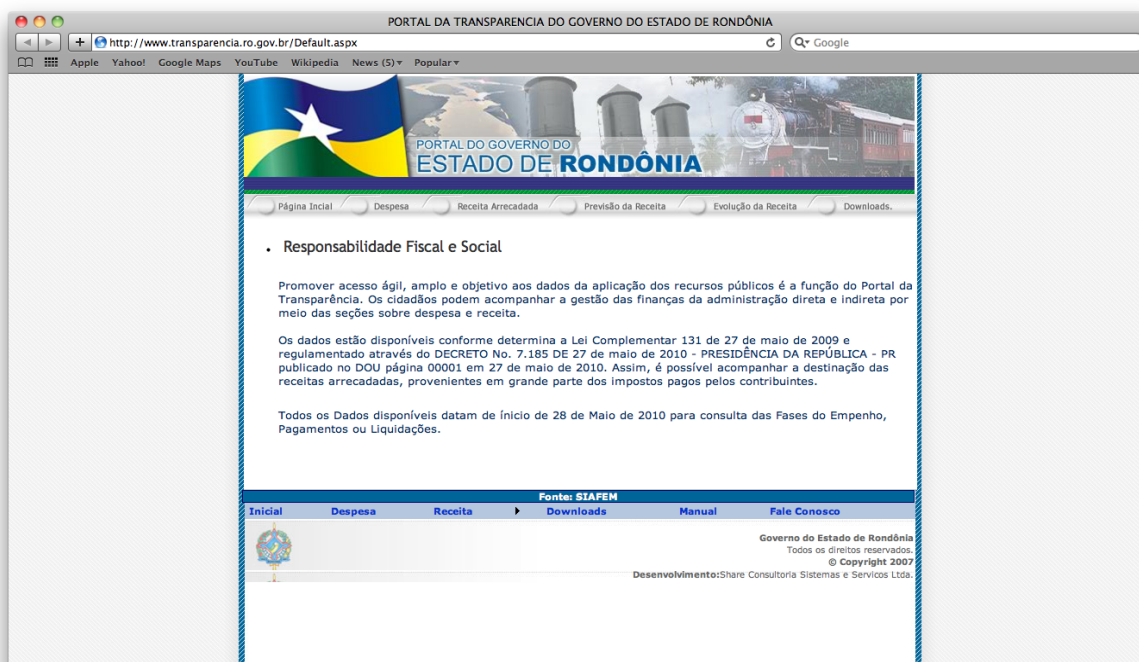 PORTAL DA TRANSPARENCIA DO GOVERNO DO ESTADO DE RONDÔNIA
http://www.transparencia.ro.gov.br/Default.aspx
Google
Apple Yahoo! Google Maps YouTube Wikipedia News (5) Popular
PORTAL DO GOVERNO DO
ESTADO DE RONDÔNIA
Página Incial Despesa Receita Arrecadada Previsão da Receita Evolução da Receita Downloads.
Responsabilidade Fiscal e Social
Promover acesso ágil, amplo e objetivo aos dados da aplicação dos recursos públicos é a função do Portal da
Transparência. Os cidadãos podem acompanhar a gestão das finanças da administração direta e indireta por
meio das seções sobre despesa e receita.
Os dados estão disponíveis conforme determina a Lei Complementar 131 de 27 de maio de 2009 e
regulamentado através do DECRETO No. 7.185 DE 27 de maio de 2010 - PRESIDÊNCIA DA REPÚBLICA - PR
publicado no DOU página 00001 em 27 de maio de 2010. Assim, é possível acompanhar a destinação das
receitas arrecadadas, provenientes em grande parte dos impostos pagos pelos contribuintes.
Todos os Dados disponíveis datam de ínicio de 28 de Maio de 2010 para consulta das Fases do Empenho,
Pagamentos ou Liquidações.
Fonte: SIAFEM
Inicial Despesa Receita Downloads Manual Fale Conosco
Governo do Estado de Rondônia
Todos os direitos reservados.
© Copyright 2007
Desenvolvimento:Share Consultoria Sistemas e Servicos Ltda.